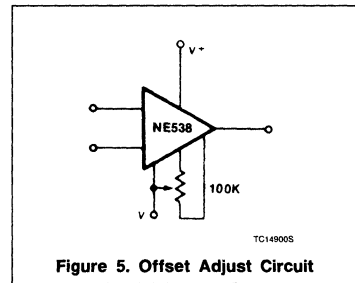 V+
NE538
100K
V
TC14900S
Figure 5. Offset Adjust Circuit